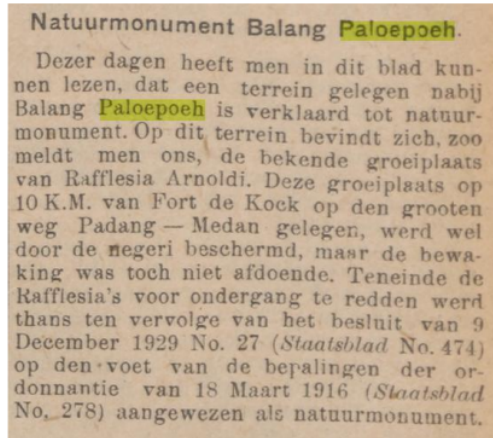 Natuurmonument Balang Paloepoeh.
Dezer dagen heeft men in dit blad kun-
nen lezen, dat een terrein gelegen nabij
Balang Paloepoeh is verklaard tot natuur-
monument. Op dit terrein bevindt zich, zoo
meldt men ons, de bekende groeiplaats
van Rafflesia Arnoldi. Deze groeiplaats op
10 K.M. van Fort de Kock op den grooten
weg Padang — Medan gelegen, werd wel
door de negeri beschermd, maar de bewa-
king was toch niet afdoende. Teneinde de
Rafflesia's voor ondergang te redden werd
thans ten vervolge van het besluit van 9
December 1929 No. 27 (Staatsblad No. 474)
op den voet van de bepalingen der or-
donnantie van 18 Maart 1916 (Staatsblad
No. 278) aangewezen als natuurmonument.